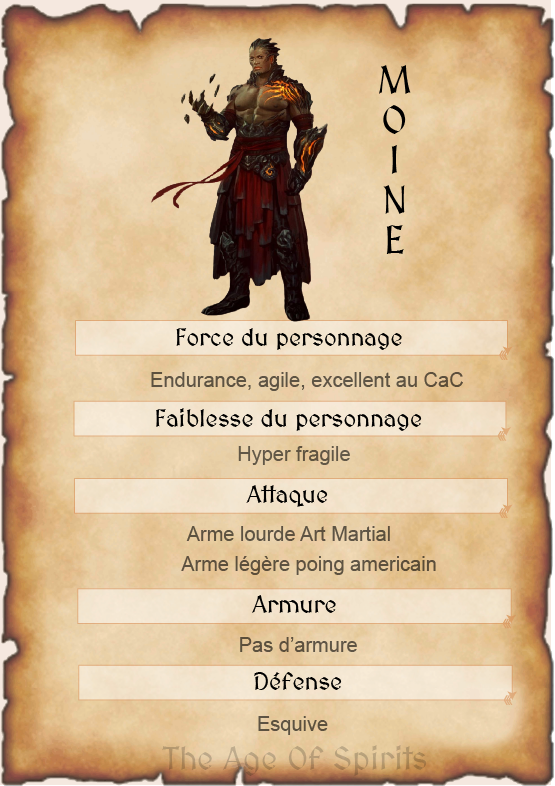 MOINE
Force du personnage
Endurance, agile, excellent au CaC
Faiblesse du personnage
Hyper fragile
Attaque
Arme lourde Art Martial
Arme légère poing americain
Armure
Pas d’armure
Défense
Esquive
The Age Of Spirits